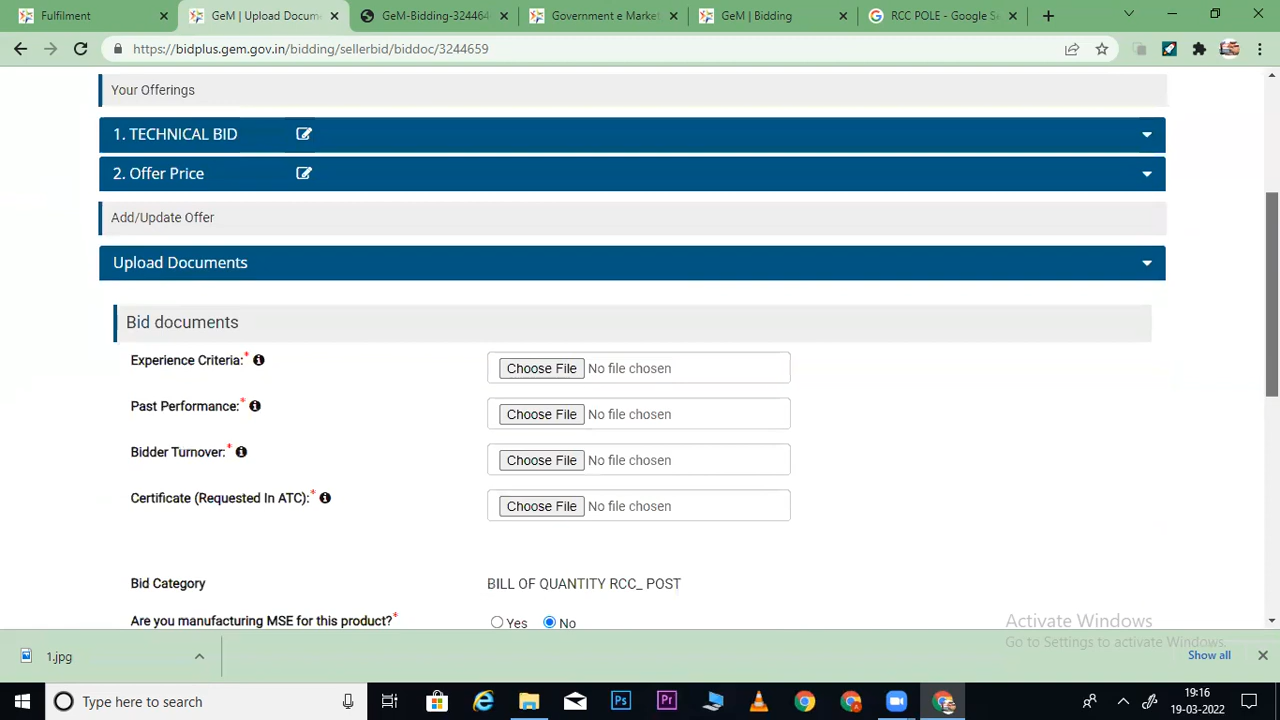 Fulfilment
GeM | Upload Docum
GeM-Bidding-324464
Government e Marke
GeM | Bidding
RCC POLE - Google Se
https://bidplus.gem.gov.in/bidding/sellerbid/biddoc/3244659
Your Offerings
1. TECHNICAL BID
2. Offer Price
Add/Update Offer
Upload Documents
Bid documents
Experience Criteria:* Choose File No file chosen
Past Performance:* Choose File No file chosen
Bidder Turnover:* Choose File No file chosen
Certificate (Requested In ATC):* Choose File No file chosen
Bid Category BILL OF QUANTITY RCC_ POST
Are you manufacturing MSE for this product?* Yes No
Activate Windows
Go to Settings to activate Windows.
1.jpg
Show all
Type here to search
Ps
Pr
19:16
19-03-2022